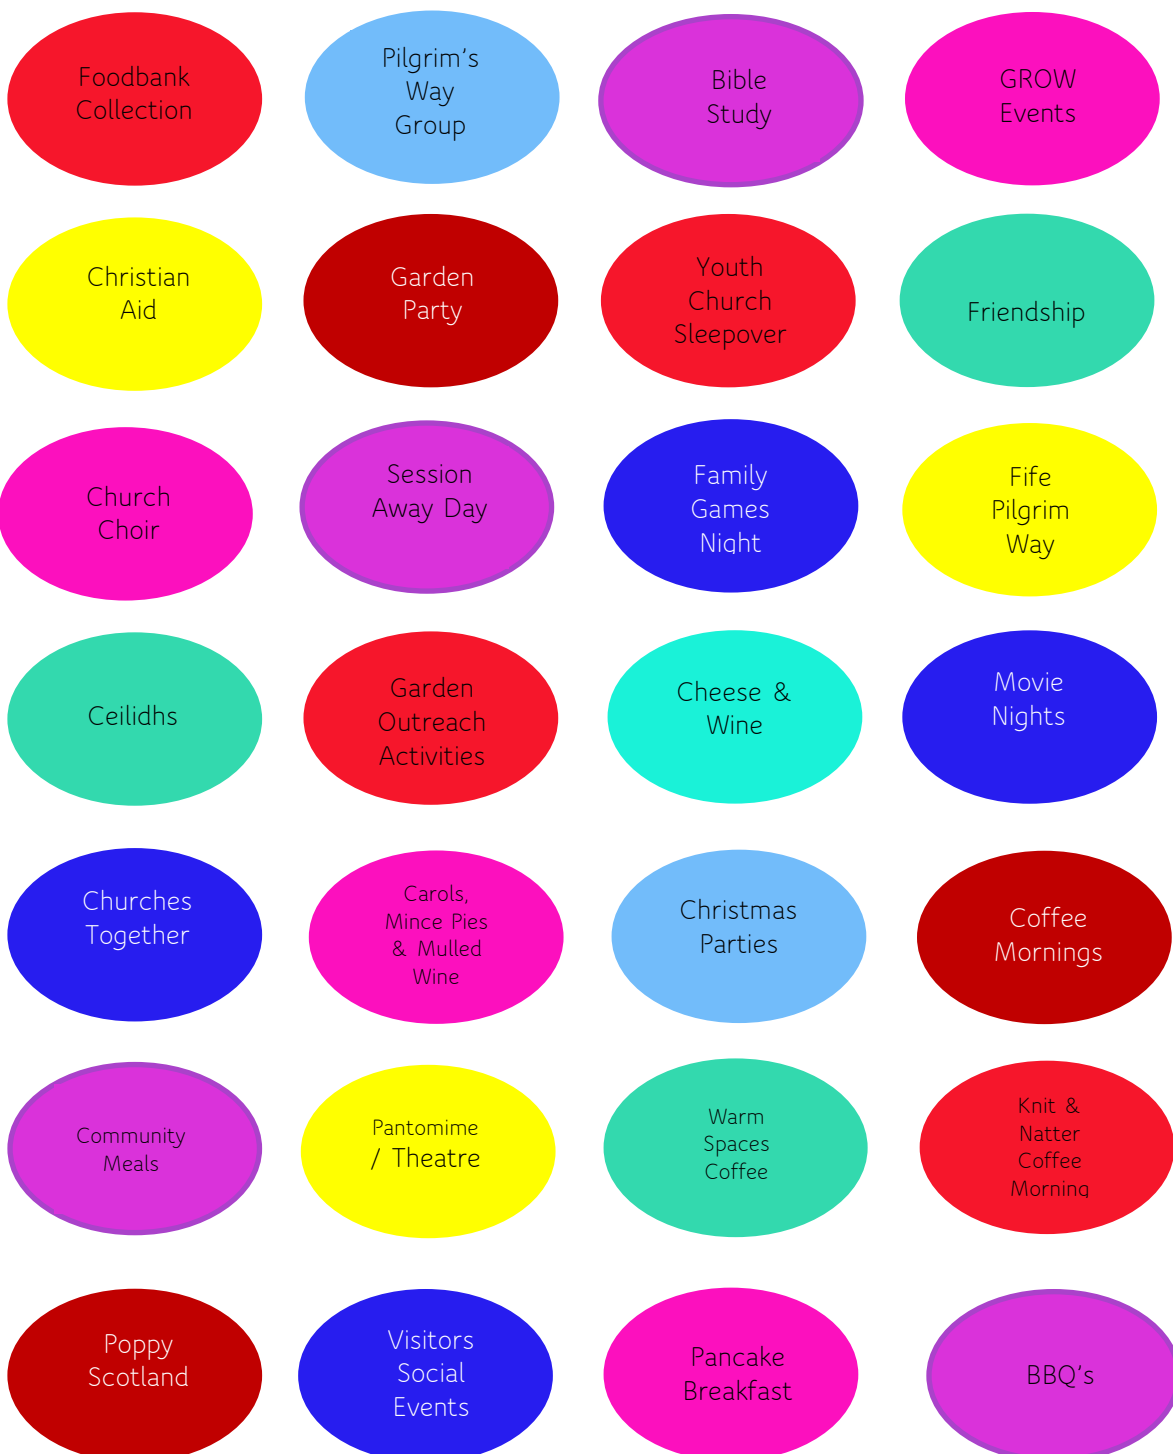 Foodbank
Collection
Pilgrim's
Way
Group
Bible
Study
GROW
Events
Christian
Aid
Garden
Party
Youth
Church
Sleepover
Friendship
Church
Choir
Session
Away Day
Family
Games
Night
Fife
Pilgrim
Way
Ceilidhs
Garden
Outreach
Activities
Cheese &
Wine
Movie
Nights
Churches
Together
Carols,
Mince Pies
& Mulled
Wine
Christmas
Parties
Coffee
Mornings
Community
Meals
Pantomime
/ Theatre
Warm
Spaces
Coffee
Knit &
Natter
Coffee
Morning
Poppy
Scotland
Visitors
Social
Events
Pancake
Breakfast
BBQ's